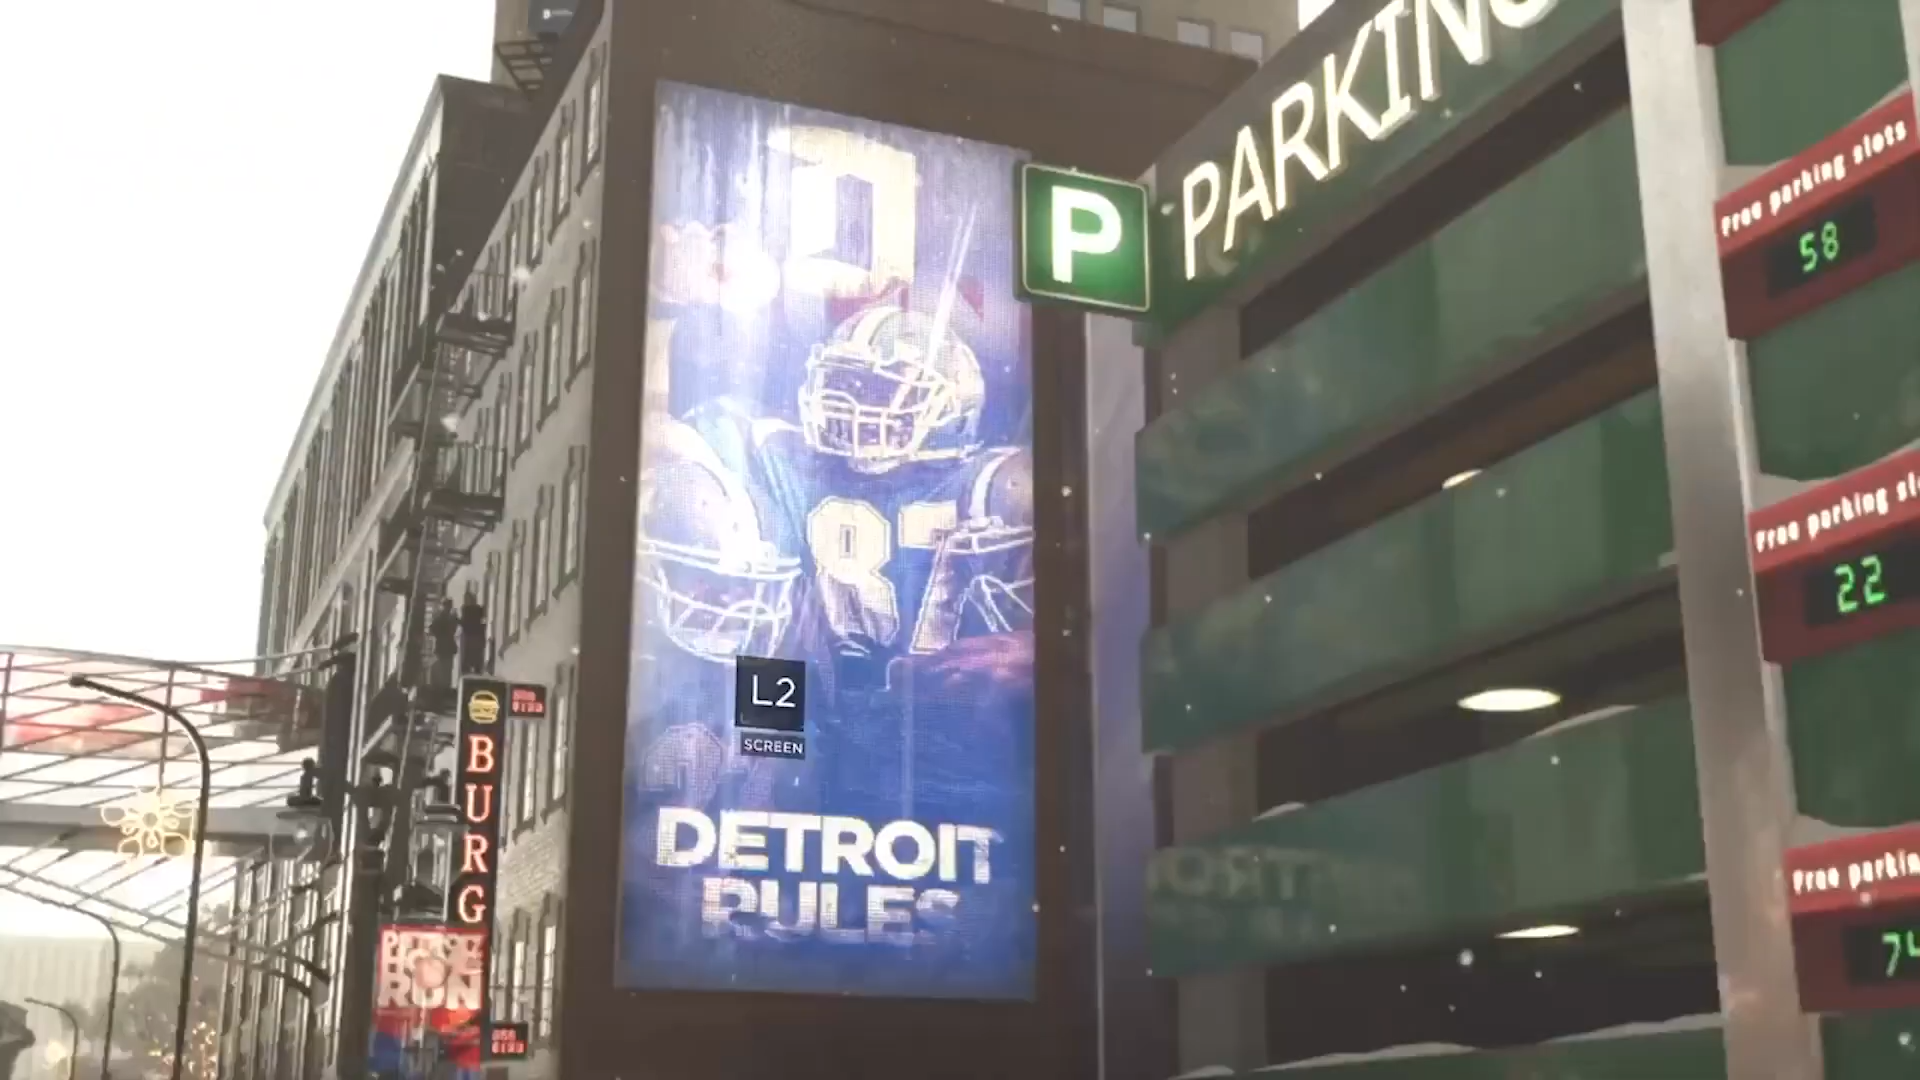 PARKING
P
Free parking slots
58
87
Free parking slo
22
L2
SCREEN
BURG
DETROIT
RULES
Free parkin
74
RUN